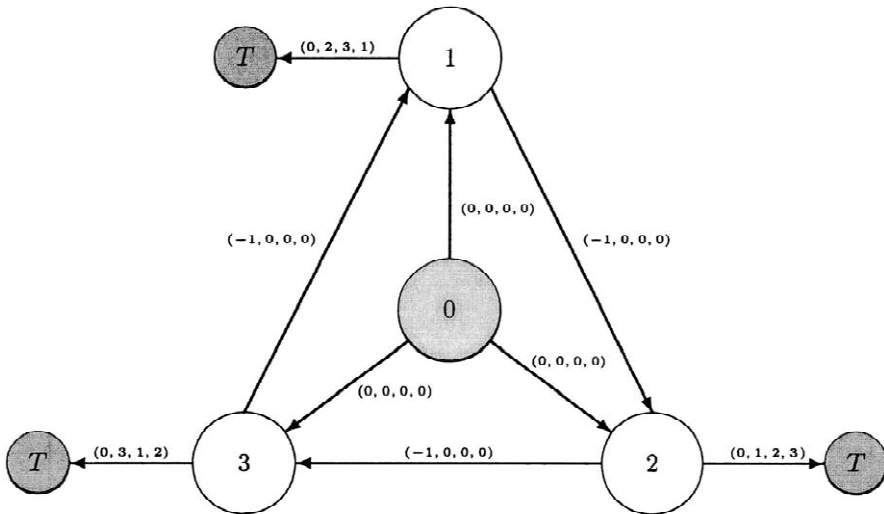 T
(0, 2, 3, 1)
1
(−1, 0, 0, 0)
(0, 0, 0, 0)
(−1, 0, 0, 0)
0
(0, 0, 0, 0)
(0, 0, 0, 0)
T
(0, 3, 1, 2)
3
(−1, 0, 0, 0)
2
(0, 1, 2, 3)
T